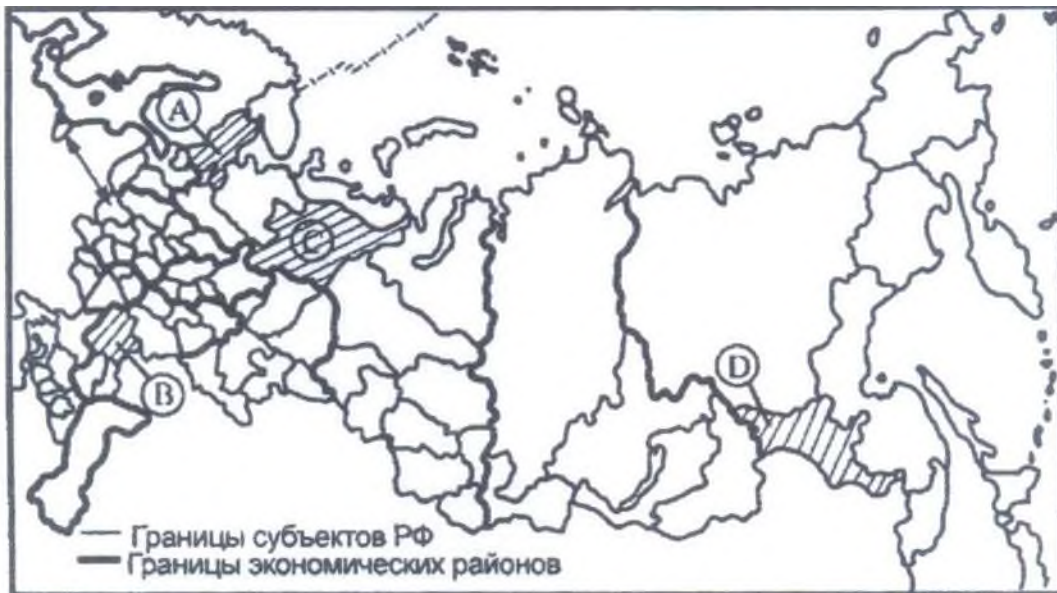 A
C
D
B
Границы субъектов РФ
Границы экономических районов